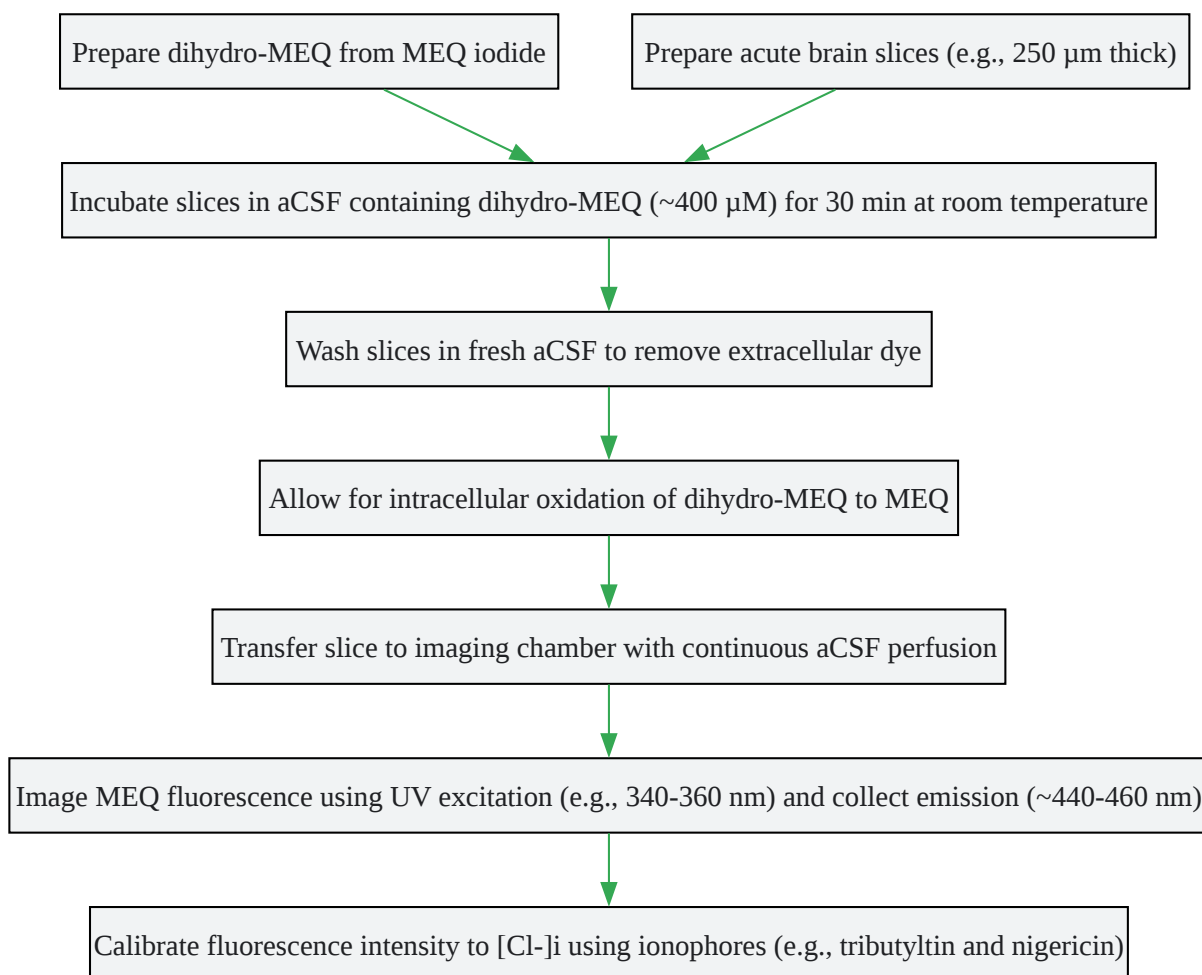 Prepare dihydro-MEQ from MEQ iodide
Prepare acute brain slices (e.g., 250 µm thick)
Incubate slices in aCSF containing dihydro-MEQ (~400 µM) for 30 min at room temperature
Wash slices in fresh aCSF to remove extracellular dye
Allow for intracellular oxidation of dihydro-MEQ to MEQ
Transfer slice to imaging chamber with continuous aCSF perfusion
Image MEQ fluorescence using UV excitation (e.g., 340-360 nm) and collect emission (~440-460 nm)
Calibrate fluorescence intensity to [Cl-]i using ionophores (e.g., tributyltin and nigericin)